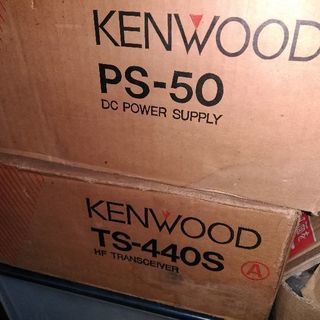 KENWOOD
PS-50
DC POWER SUPPLY
KENWOOD
TS-440S
HF TRANSCEIVER
A